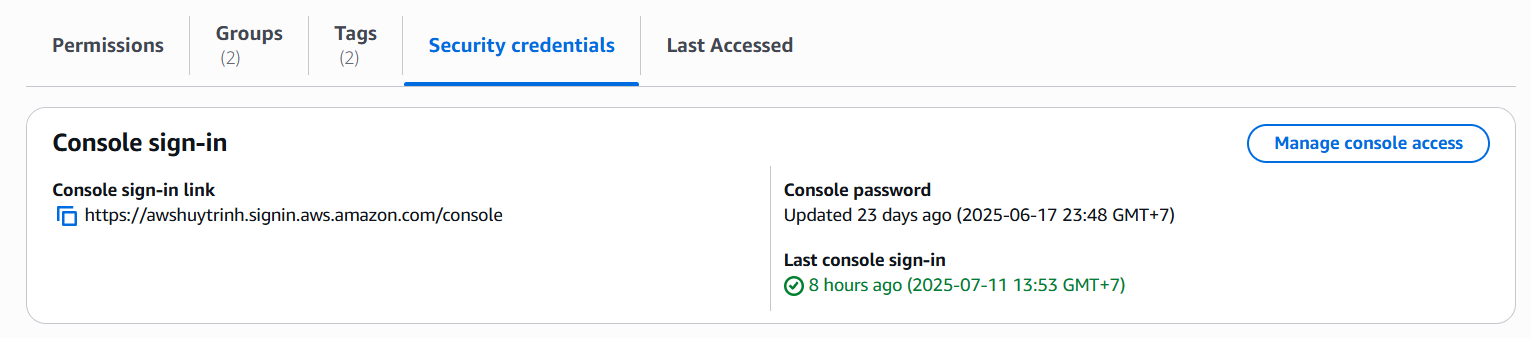 Permissions
Groups
(2)
Tags
(2)
Security credentials
Last Accessed
Console sign-in
Manage console access
Console sign-in link
https://awshuytrinh.signin.aws.amazon.com/console
Console password
Updated 23 days ago (2025-06-17 23:48 GMT+7)
Last console sign-in
8 hours ago (2025-07-11 13:53 GMT+7)